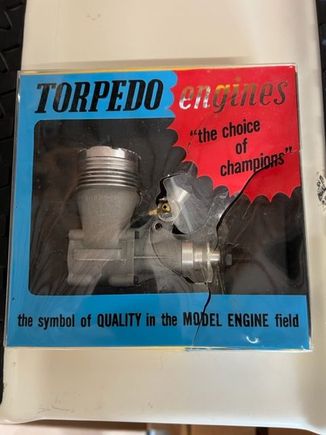 TORPEDO engines
"the choice
of
champions"
the symbol of QUALITY in the MODEL ENGINE field